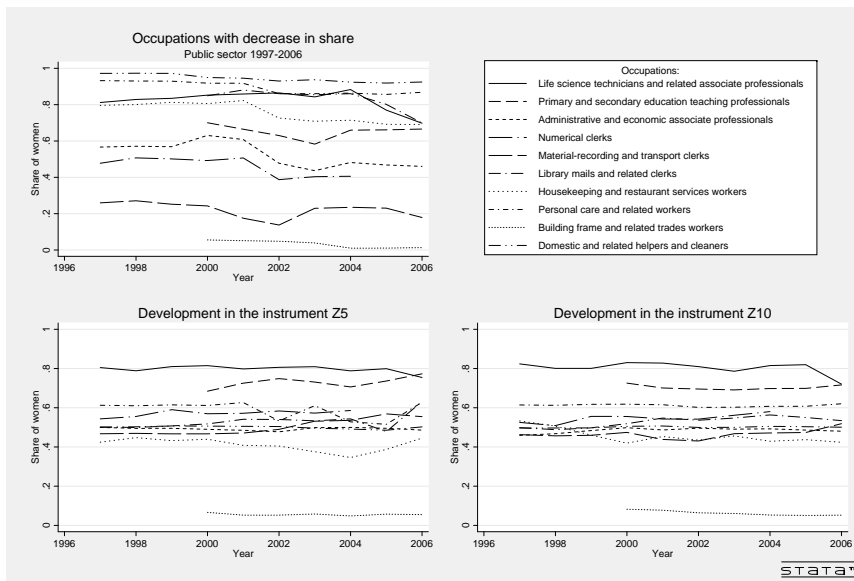 Occupations with decrease in share
Public sector 1997-2006
Share of women
0 .2 .4 .6 .8 1
1996 1998 2000 2002 2004 2006
Year
Occupations:
Life science technicians and related associate professionals
Primary and secondary education teaching professionals
Administrative and economic associate professionals
Numerical clerks
Material-recording and transport clerks
Library mails and related clerks
Housekeeping and restaurant services workers
Personal care and related workers
Building frame and related trades workers
Domestic and related helpers and cleaners
Development in the instrument Z5
Share of women
0 .2 .4 .6 .8 1
1996 1998 2000 2002 2004 2006
Year
Development in the instrument Z10
Share of women
0 .2 .4 .6 .8 1
1996 1998 2000 2002 2004 2006
Year
STATA